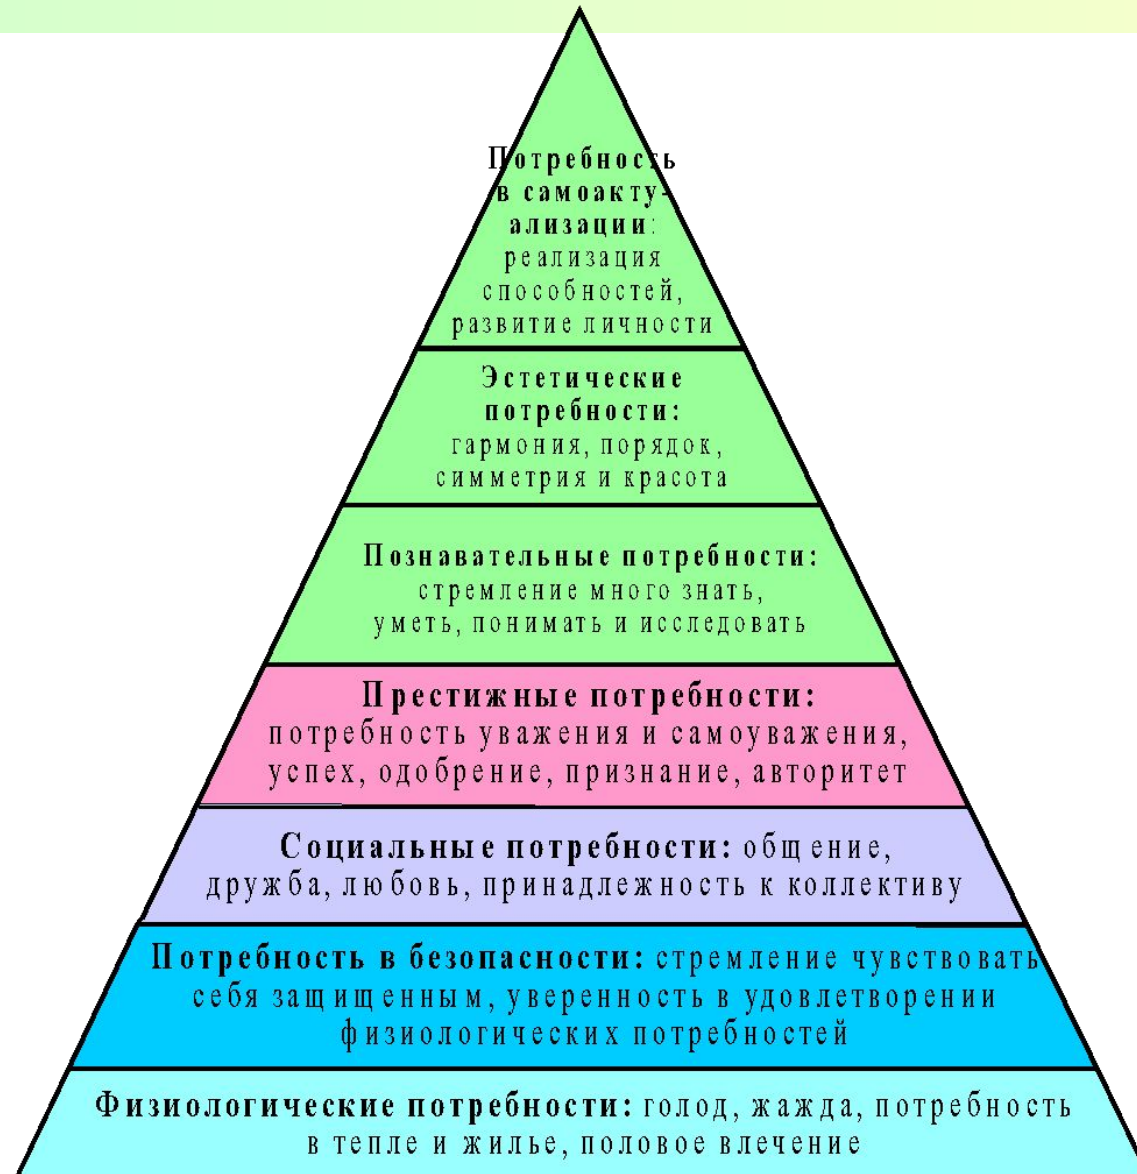 Потребность
в самоакту-
ализации:
реализация
способностей,
развитие личности
Эстетические
потребности:
гармония, порядок,
симметрия и красота
Познавательные потребности:
стремление много знать,
уметь, понимать и исследовать
Престижные потребности:
потребность уважения и самоуважения,
успех, одобрение, признание, авторитет
Социальные потребности: общение,
дружба, любовь, принадлежность к коллективу
Потребность в безопасности: стремление чувствовать
себя защищенным, уверенность в удовлетворении
физиологических потребностей
Физиологические потребности: голод, жажда, потребность
в тепле и жилье, половое влечение